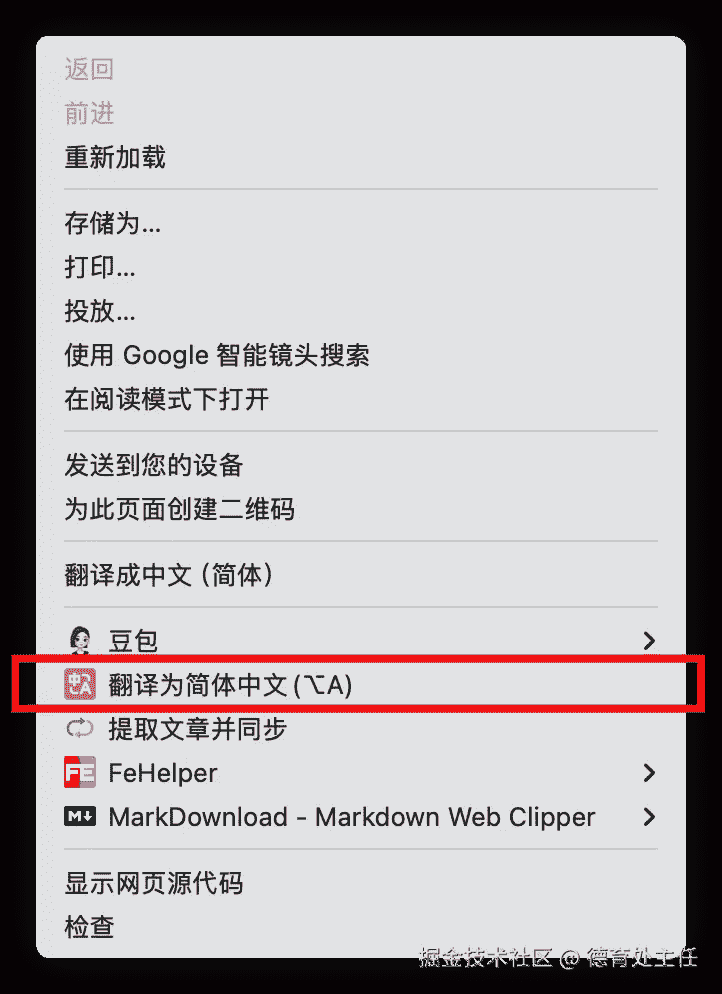 返回
前进
重新加载
存储为...
打印...
投放...
使用 Google 智能镜头搜索
在阅读模式下打开
发送到您的设备
为此页面创建二维码
翻译成中文 (简体)
豆包
翻译为简体中文(⌥A)
提取文章并同步
FE FeHelper
M↓ MarkDownload - Markdown Web Clipper
显示网页源代码
检查
掘金技术社区 @ 德育处主任